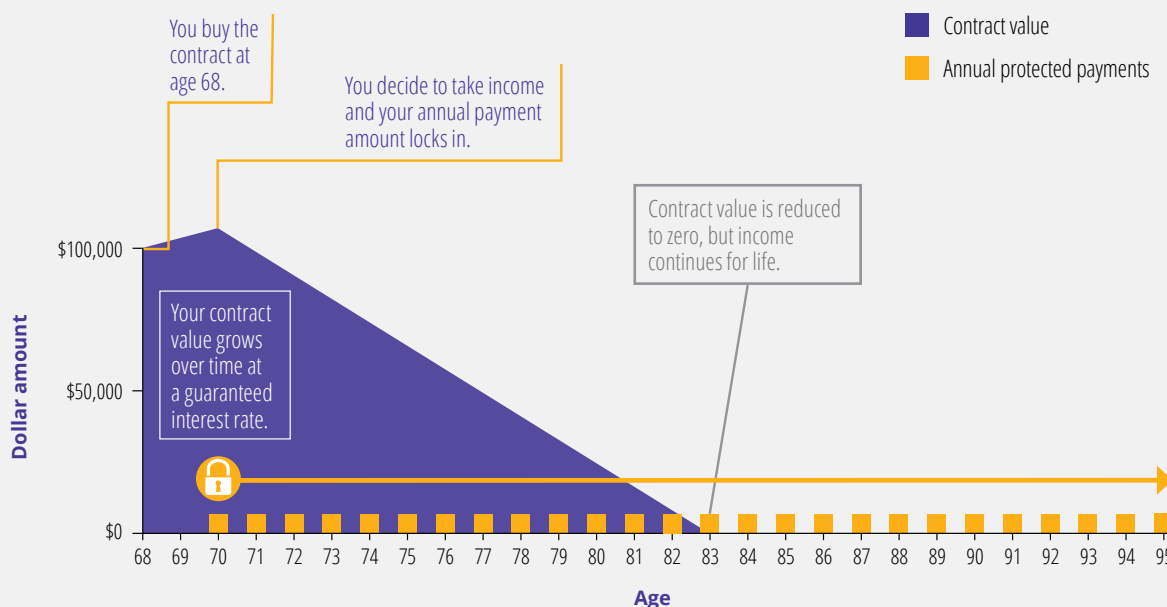 You buy the
contract at
age 68.
You decide to take income
and your annual payment
amount locks in.
Contract value
Annual protected payments
Contract value is reduced
to zero, but income
continues for life.
Your contract
value grows
over time at
a guaranteed
interest rate.
Dollar amount
$100,000
$50,000
$0
68 69 70 71 72 73 74 75 76 77 78 79 80 81 82 83 84 85 86 87 88 89 90 91 92 93 94 95
Age